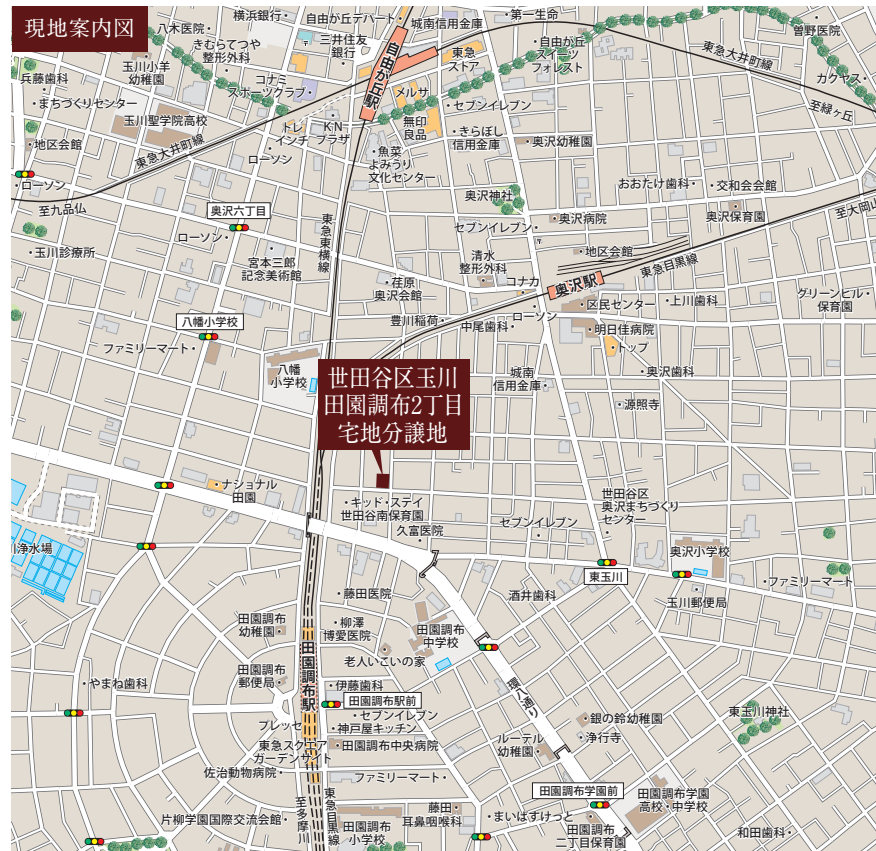 現地案内図
八木医院
横浜銀行
自由が丘デパート
城南信用金庫
第一生命
曽野医院
きむらてつや
整形外科
三井住友
銀行
自由が丘駅
東急
ストア
自由が丘
スイーツ
フォレスト
東急大井町線
カクヤス
玉川小羊
幼稚園
兵藤歯科
コナミ
スポーツクラブ
メルサ
セブンイレブン
至緑ヶ丘
まちづくりセンター
玉川聖学院高校
トレ
インチ
KN
プラザ
無印
良品
きらぼし
信用金庫
地区会館
東急大井町線
ローソン
魚菜
よみうり
文化センター
奥沢幼稚園
ローソン
奥沢神社
おおたけ歯科
交和会会館
至九品仏
奥沢六丁目
東急東横線
奥沢病院
奥沢保育園
至大岡山
ローソン
セブンイレブン
玉川診療所
宮本三郎
記念美術館
清水
整形外科
地区会館
東急目黒線
荏原
奥沢会館
コナカ
奥沢駅
グリーンヒル
保育園
八幡小学校
豊川稲荷
中尾歯科
ローソン
区民センター
上川歯科
明日佳病院
トップ
ファミリーマート
八幡
小学校
世田谷区玉川
田園調布2丁目
宅地分譲地
城南
信用金庫
奥沢歯科
源照寺
ナショナル
田園
キッド・ステイ
世田谷南保育園
久富医院
セブンイレブン
世田谷区
奥沢まちづくり
センター
浄水場
奥沢小学校
東玉川
ファミリーマート
玉川郵便局
藤田医院
酒井歯科
田園調布
幼稚園
柳澤
博愛医院
田園調布
中学校
老人いこいの家
田園調布
郵便局
田園調布駅
やまね歯科
伊藤歯科
田園調布駅前
環八通り
セブンイレブン
プレッセ
神戸屋キッチン
銀の鈴幼稚園
東玉川神社
東急スクエア
ガーデンサイト
田園調布中央病院
ルーテル
幼稚園
浄行寺
佐治動物病院
ファミリーマート
田園調布学園前
至多摩川
東急目黒線
田園調布学園
高校・中学校
片柳学園国際交流会館
田園調布
小学校
藤田
耳鼻咽喉科
まいばすけっと
田園調布
二丁目保育園
和田歯科